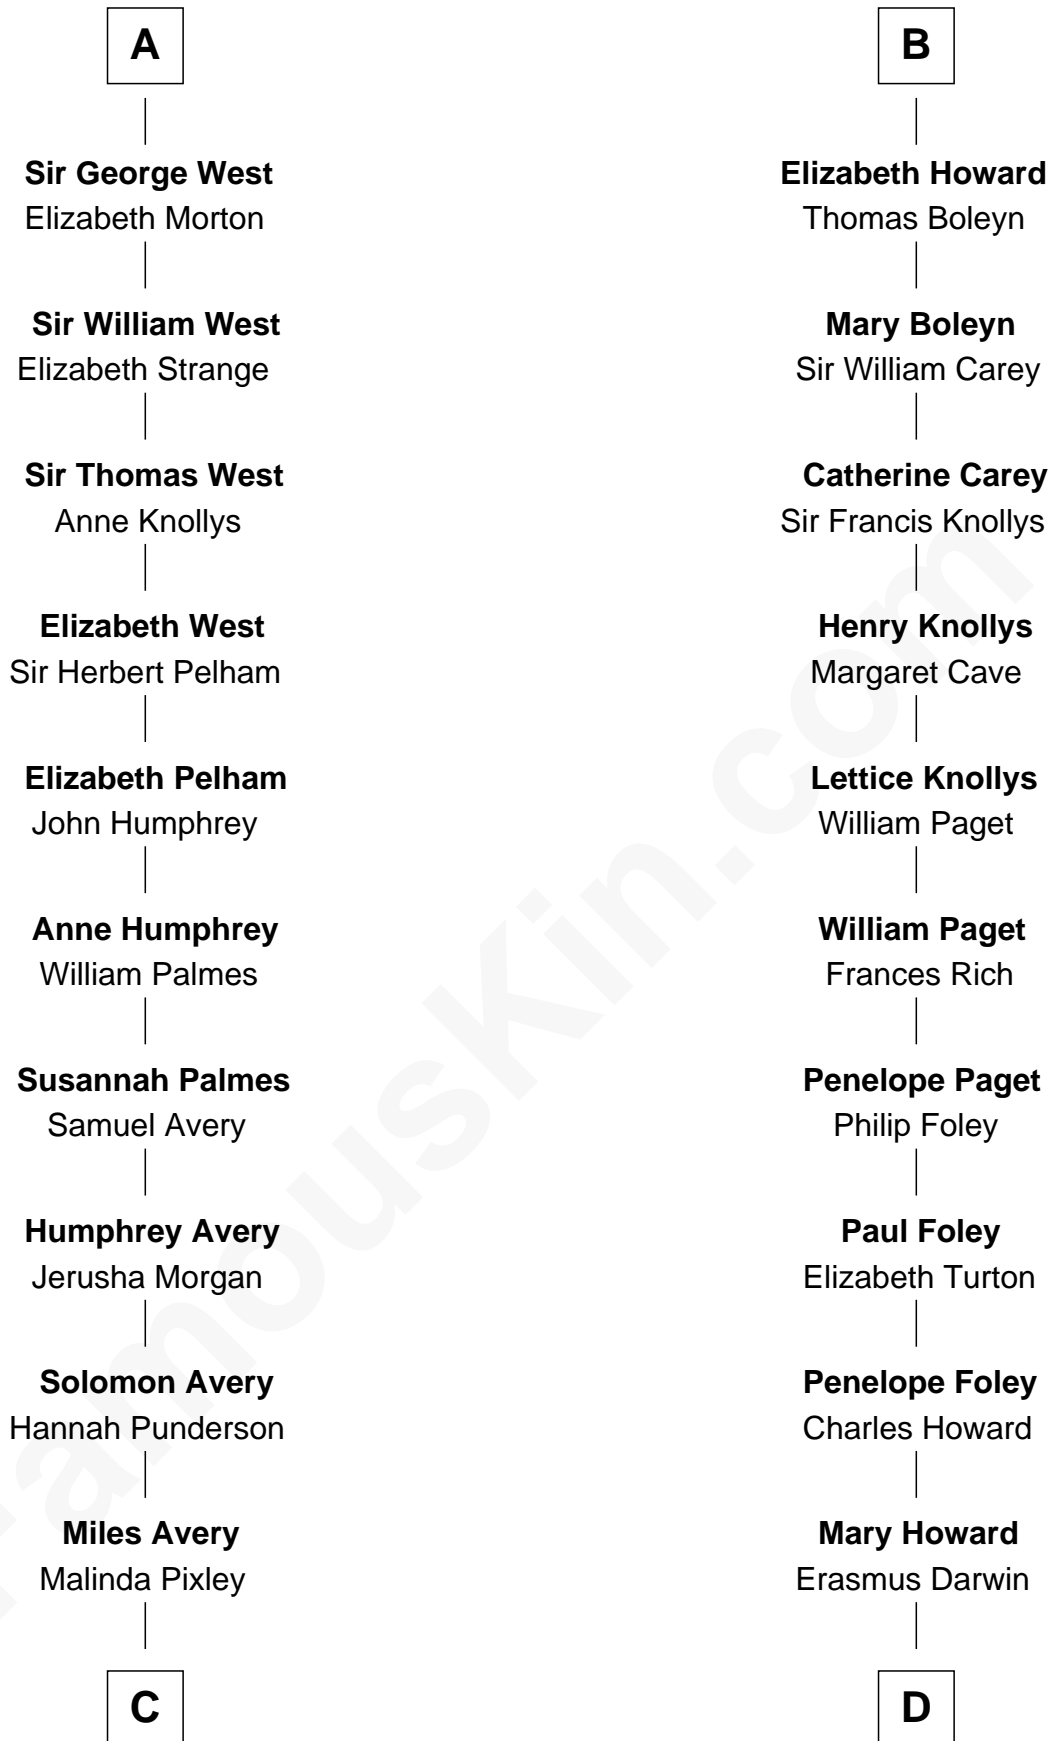 A
Sir George West
Elizabeth Morton
Sir William West
Elizabeth Strange
Sir Thomas West
Anne Knollys
Elizabeth West
Sir Herbert Pelham
Elizabeth Pelham
John Humphrey
Anne Humphrey
William Palmes
Susannah Palmes
Samuel Avery
Humphrey Avery
Jerusha Morgan
Solomon Avery
Hannah Punderson
Miles Avery
Malinda Pixley
C
B
Elizabeth Howard
Thomas Boleyn
Mary Boleyn
Sir William Carey
Catherine Carey
Sir Francis Knollys
Henry Knollys
Margaret Cave
Lettice Knollys
William Paget
William Paget
Frances Rich
Penelope Paget
Philip Foley
Paul Foley
Elizabeth Turton
Penelope Foley
Charles Howard
Mary Howard
Erasmus Darwin
D
FamousKin.com